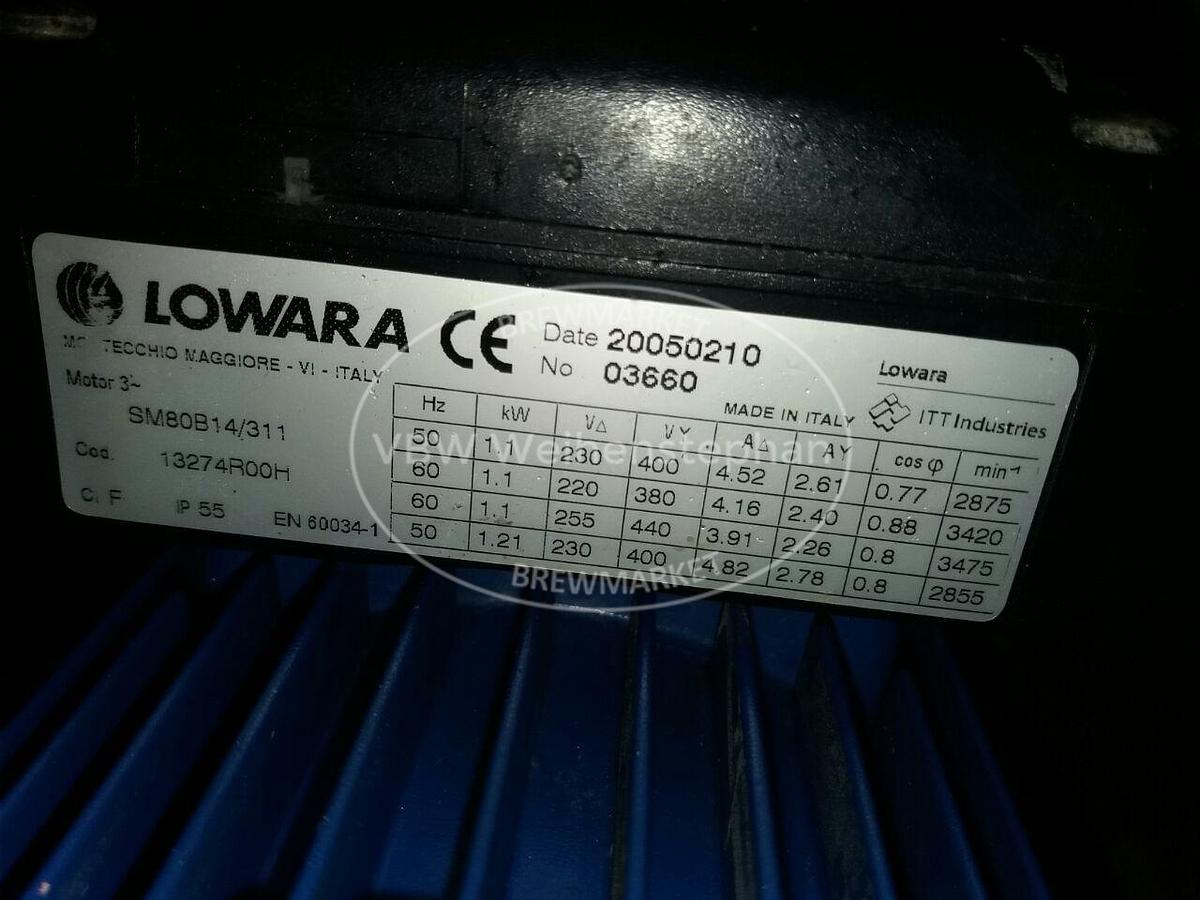 LOWARA
CE
Date 20050210
No 03660
TECCHIO MAGGIORE - VI - ITALY
Motor 3~
SM80B14/311
Cod. 13274R00H
Cl. F IP 55 EN 60034-1
MADE IN ITALY
Lowara
ITT Industries
Hz kW V△ VY A△ AY cos φ min⁻¹
50 1.1 230 400 4.52 2.61 0.77 2875
60 1.1 220 380 4.16 2.40 0.88 3420
60 1.1 255 440 3.91 2.26 0.8 3475
50 1.21 230 400 4.82 2.78 0.8 2855
BREWMARKET
VBW Weihenstephan
BREWMARKET